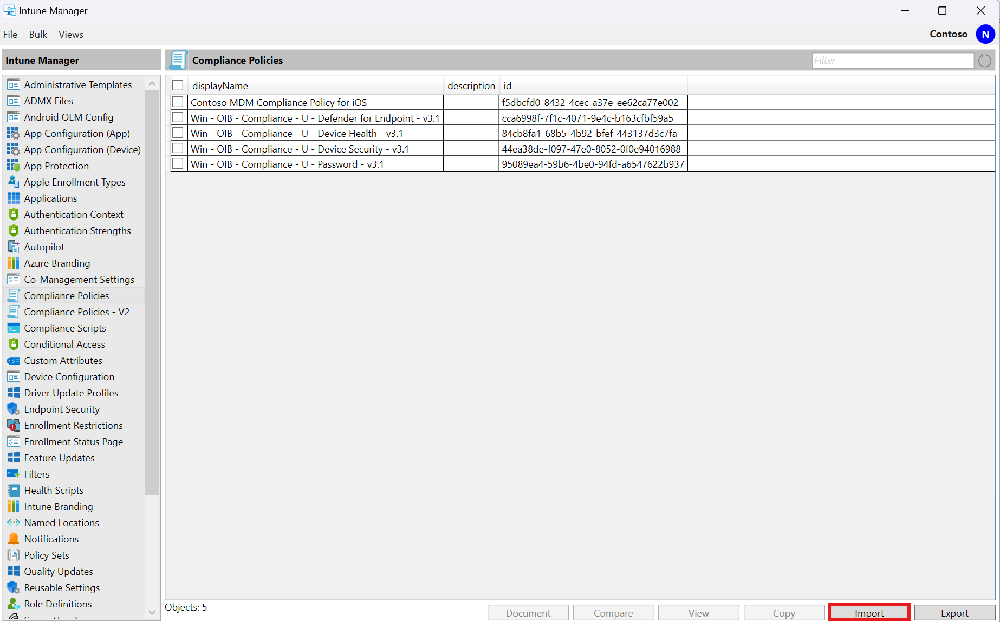 Intune Manager
File Bulk Views
Contoso N
Intune Manager
Compliance Policies
Filter
Administrative Templates
ADMX Files
Android OEM Config
App Configuration (App)
App Configuration (Device)
App Protection
Apple Enrollment Types
Applications
Authentication Context
Authentication Strengths
Autopilot
Azure Branding
Co-Management Settings
Compliance Policies
Compliance Policies - V2
Compliance Scripts
Conditional Access
Custom Attributes
Device Configuration
Driver Update Profiles
Endpoint Security
Enrollment Restrictions
Enrollment Status Page
Feature Updates
Filters
Health Scripts
Intune Branding
Named Locations
Notifications
Policy Sets
Quality Updates
Reusable Settings
Role Definitions
Scope (Tags)
displayName description id
Contoso MDM Compliance Policy for iOS f5dbcfd0-8432-4cec-a37e-ee62ca77e002
Win - OIB - Compliance - U - Defender for Endpoint - v3.1 cca6998f-7f1c-4071-9e4c-b163cfbf59a5
Win - OIB - Compliance - U - Device Health - v3.1 84cb8fa1-68b5-4b92-bfef-443137d3c7fa
Win - OIB - Compliance - U - Device Security - v3.1 44ea38de-f097-47e0-8052-0f0e94016988
Win - OIB - Compliance - U - Password - v3.1 95089ea4-59b6-4be0-94fd-a6547622b937
Objects: 5
Document Compare View Copy Import Export